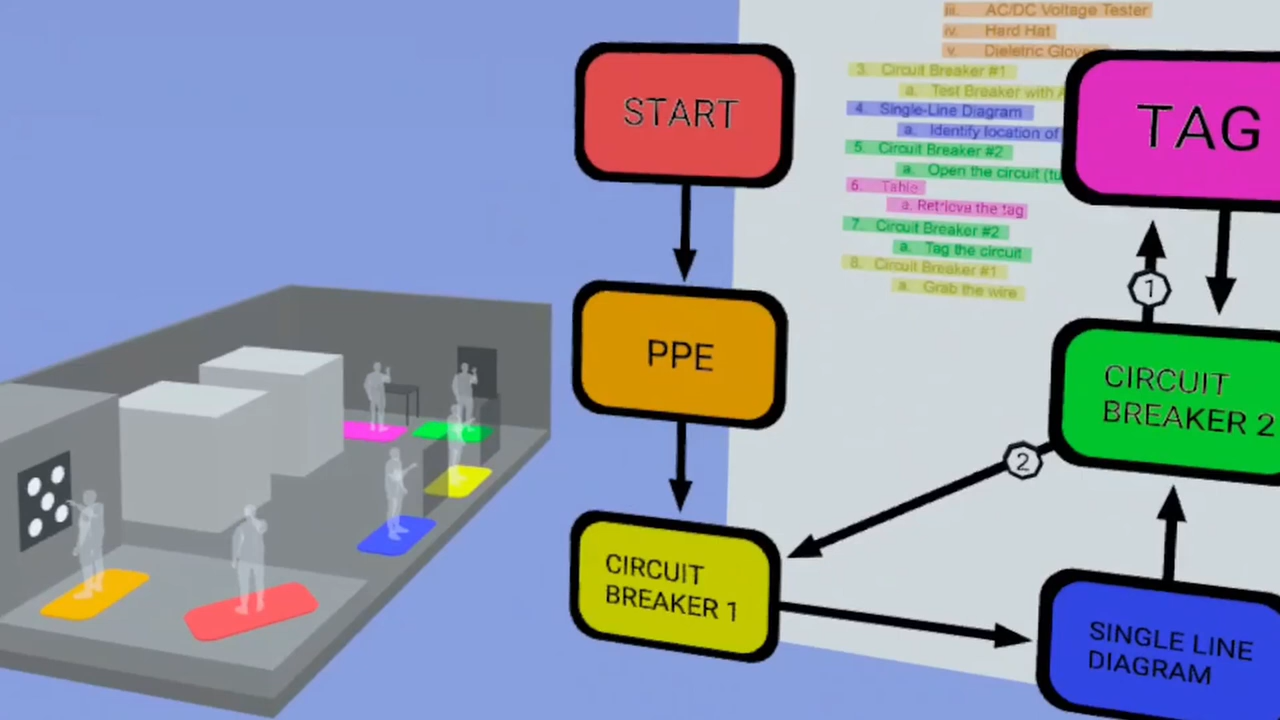 iii. AC/DC Voltage Tester
iv. Hard Hat
v. Dieletric Glove
3. Circuit Breaker #1
a. Test Breaker with A
4. Single-Line Diagram
a. Identify location of
5. Circuit Breaker #2
a. Open the circuit (tu
6. Table
a. Retrieve the tag
7. Circuit Breaker #2
a. Tag the circuit
8. Circuit Breaker #1
a. Grab the wire
START
TAG
1
PPE
CIRCUIT
BREAKER 2
2
CIRCUIT
BREAKER 1
SINGLE LINE
DIAGRAM